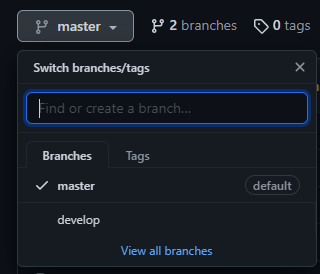 master 2 branches 0 tags
Switch branches/tags
Find or create a branch...
Branches Tags
master default
develop
View all branches